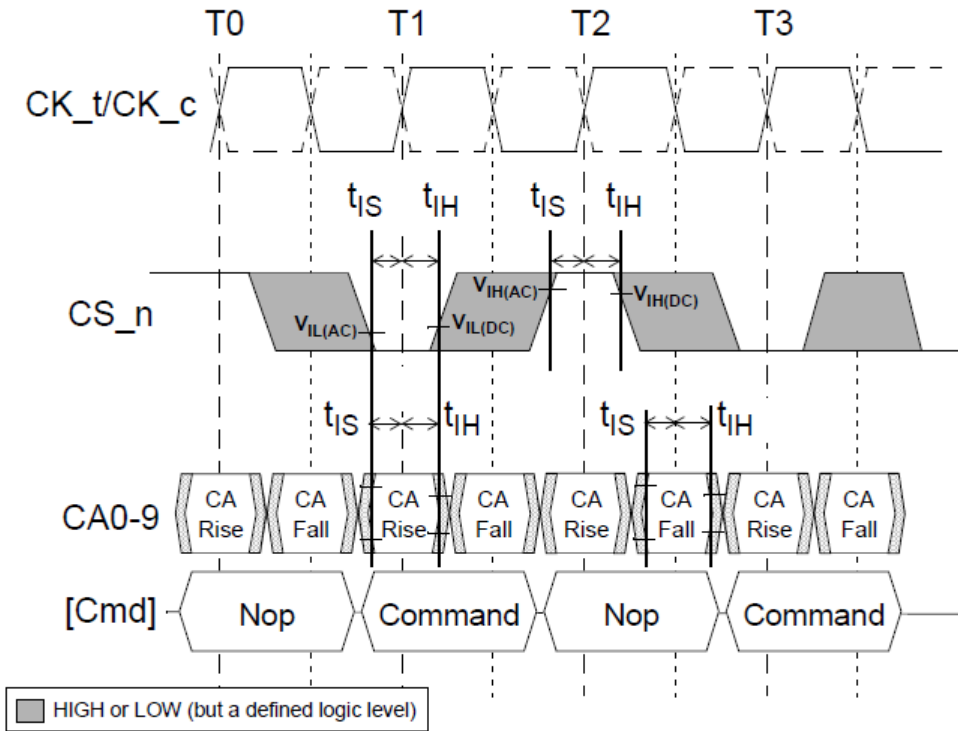 T0 T1 T2 T3
CK_t/CK_c
tIS tIH tIS tIH
VIH(AC) VIH(DC)
CS_n
VIL(AC) VIL(DC)
tIS tIH tIS tIH
CA CA CA CA CA CA CA CA
CA0-9
Rise Fall Rise Fall Rise Fall Rise Fall
[Cmd] Nop Command Nop Command
HIGH or LOW (but a defined logic level)